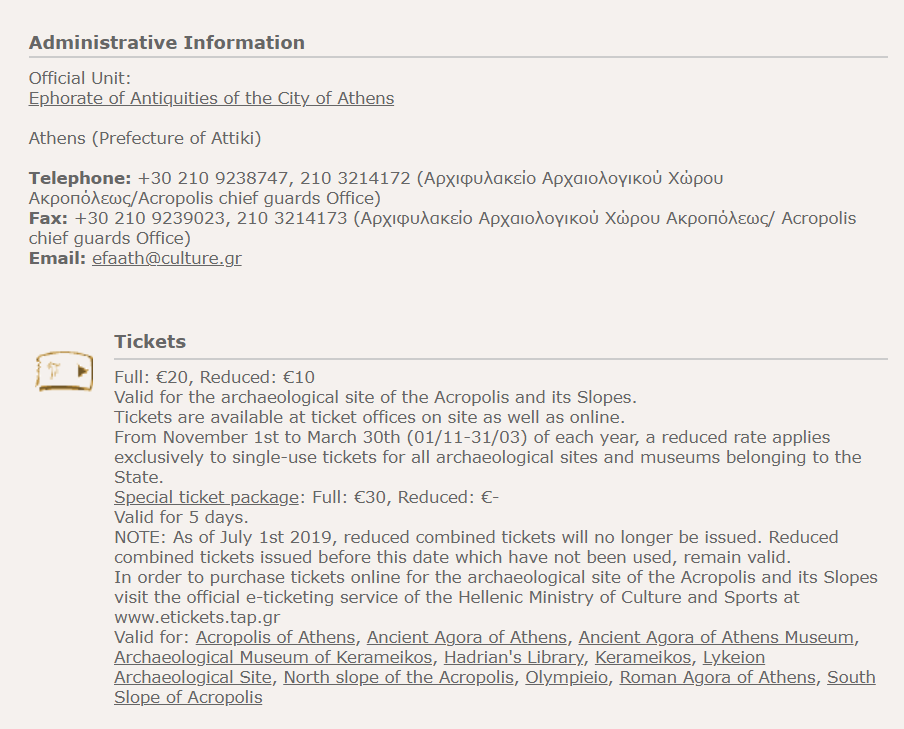 Administrative Information
Official Unit:
Ephorate of Antiquities of the City of Athens
Athens (Prefecture of Attiki)
Telephone: +30 210 9238747, 210 3214172 (Αρχιφυλακείο Αρχαιολογικού Χώρου
Ακροπόλεως/Acropolis chief guards Office)
Fax: +30 210 9239023, 210 3214173 (Αρχιφυλακείο Αρχαιολογικού Χώρου Ακροπόλεως/ Acropolis
chief guards Office)
Email: efaath@culture.gr
Tickets
Full: €20, Reduced: €10
Valid for the archaeological site of the Acropolis and its Slopes.
Tickets are available at ticket offices on site as well as online.
From November 1st to March 30th (01/11-31/03) of each year, a reduced rate applies
exclusively to single-use tickets for all archaeological sites and museums belonging to the
State.
Special ticket package: Full: €30, Reduced: €-
Valid for 5 days.
NOTE: As of July 1st 2019, reduced combined tickets will no longer be issued. Reduced
combined tickets issued before this date which have not been used, remain valid.
In order to purchase tickets online for the archaeological site of the Acropolis and its Slopes
visit the official e-ticketing service of the Hellenic Ministry of Culture and Sports at
www.etickets.tap.gr
Valid for: Acropolis of Athens, Ancient Agora of Athens, Ancient Agora of Athens Museum,
Archaeological Museum of Kerameikos, Hadrian's Library, Kerameikos, Lykeion
Archaeological Site, North slope of the Acropolis, Olympieio, Roman Agora of Athens, South
Slope of Acropolis